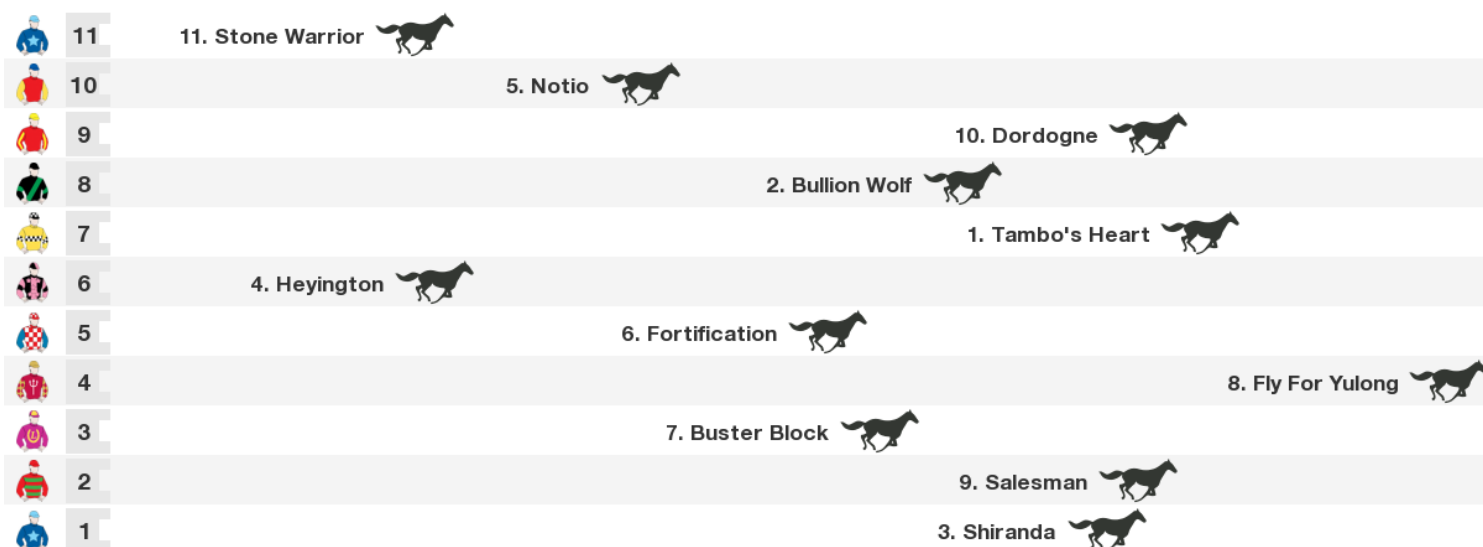 11 11. Stone Warrior
10 5. Notio
9 10. Dordogne
8 2. Bullion Wolf
7 1. Tambo's Heart
6 4. Heyington
5 6. Fortification
4 8. Fly For Yulong
3 7. Buster Block
2 9. Salesman
1 3. Shiranda